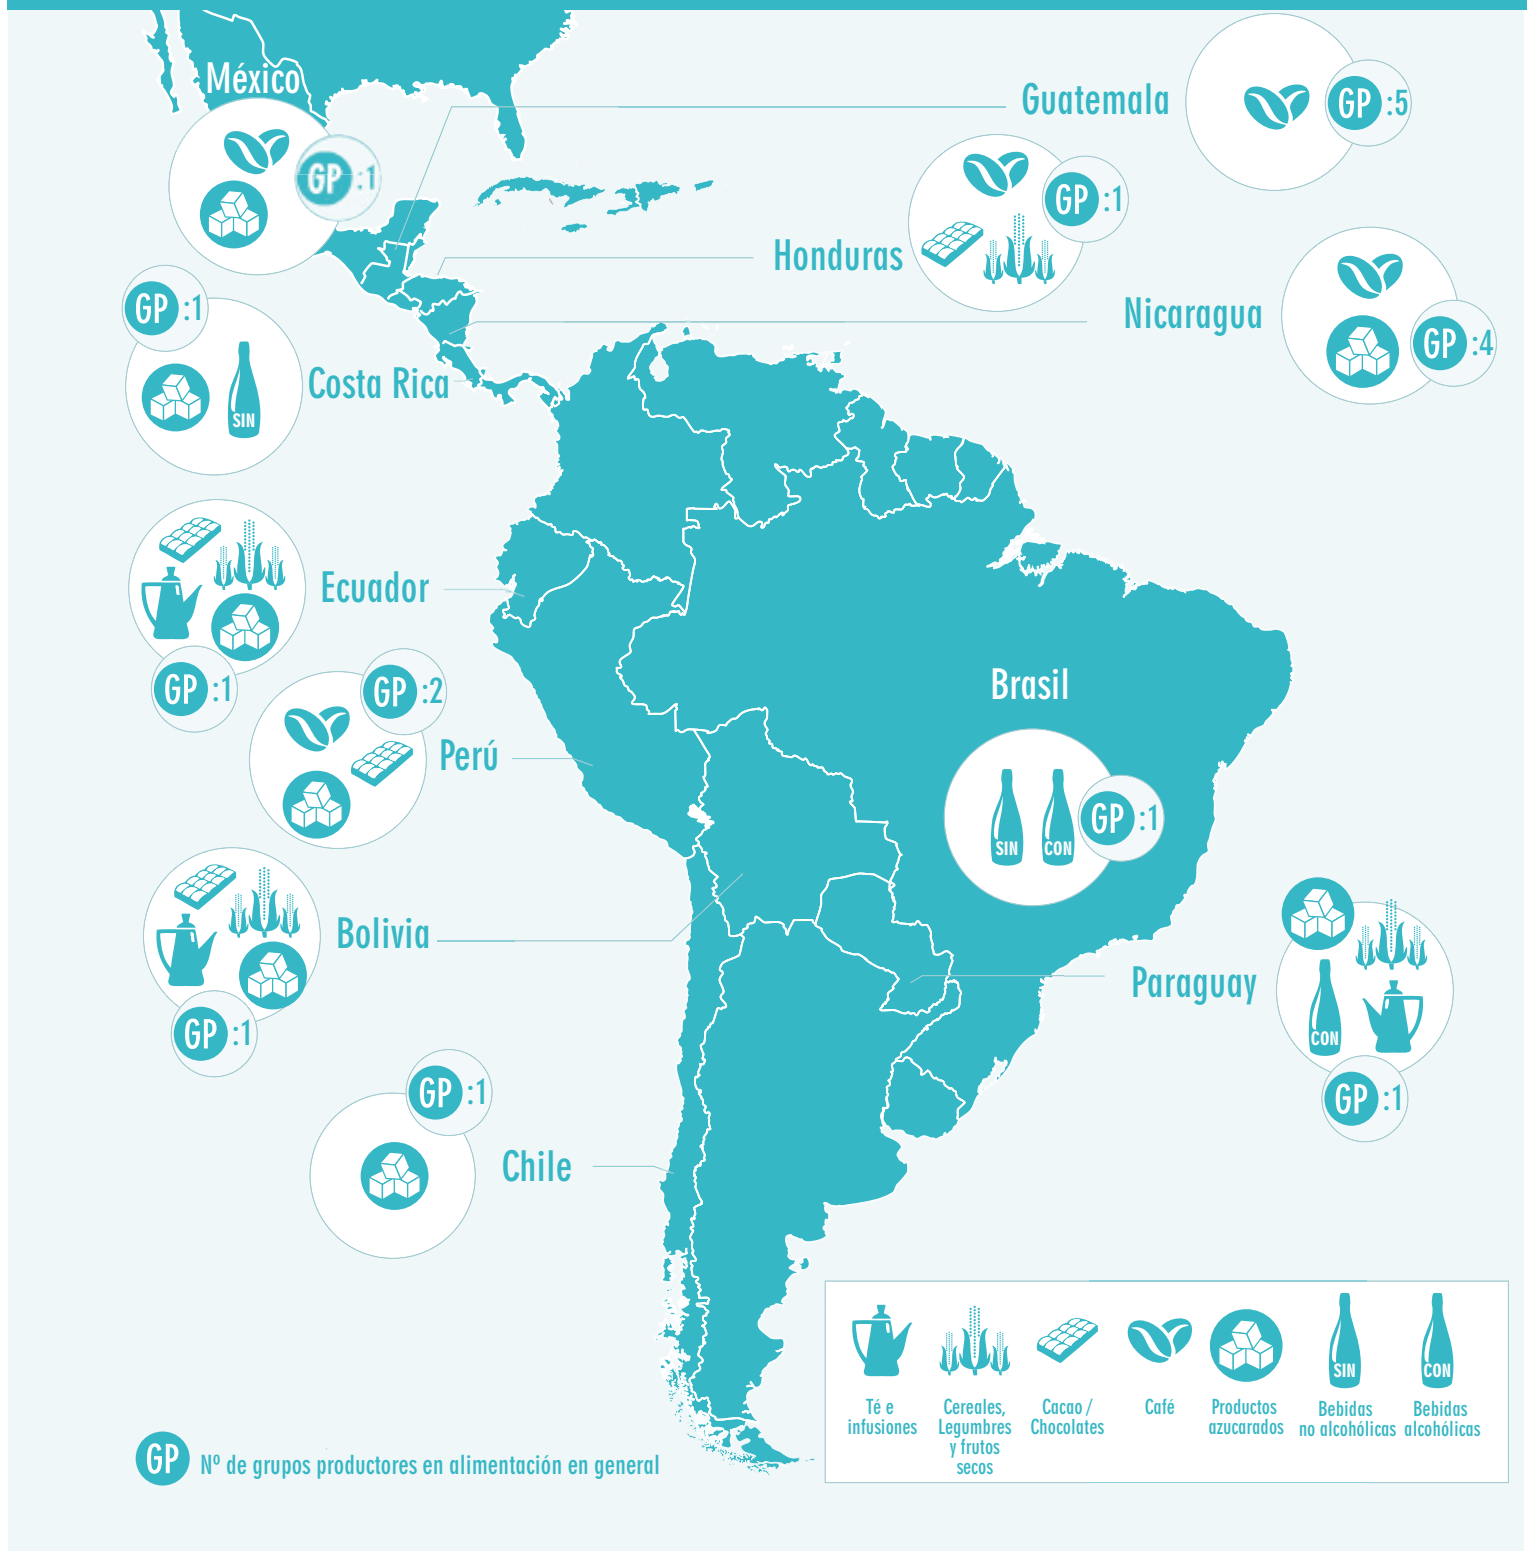 México
GP :1
Guatemala
GP :5
Honduras
GP :1
Nicaragua
GP :4
GP :1
SIN
Costa Rica
Ecuador
GP :1
GP :2
Perú
Brasil
SIN
CON
GP :1
Bolivia
GP :1
Paraguay
CON
GP :1
GP :1
Chile
SIN
CON
Té e
infusiones
Cereales,
Legumbres
y frutos
secos
Cacao /
Chocolates
Café
Productos
azucarados
Bebidas
no alcohólicas
Bebidas
alcohólicas
GP Nº de grupos productores en alimentación en general